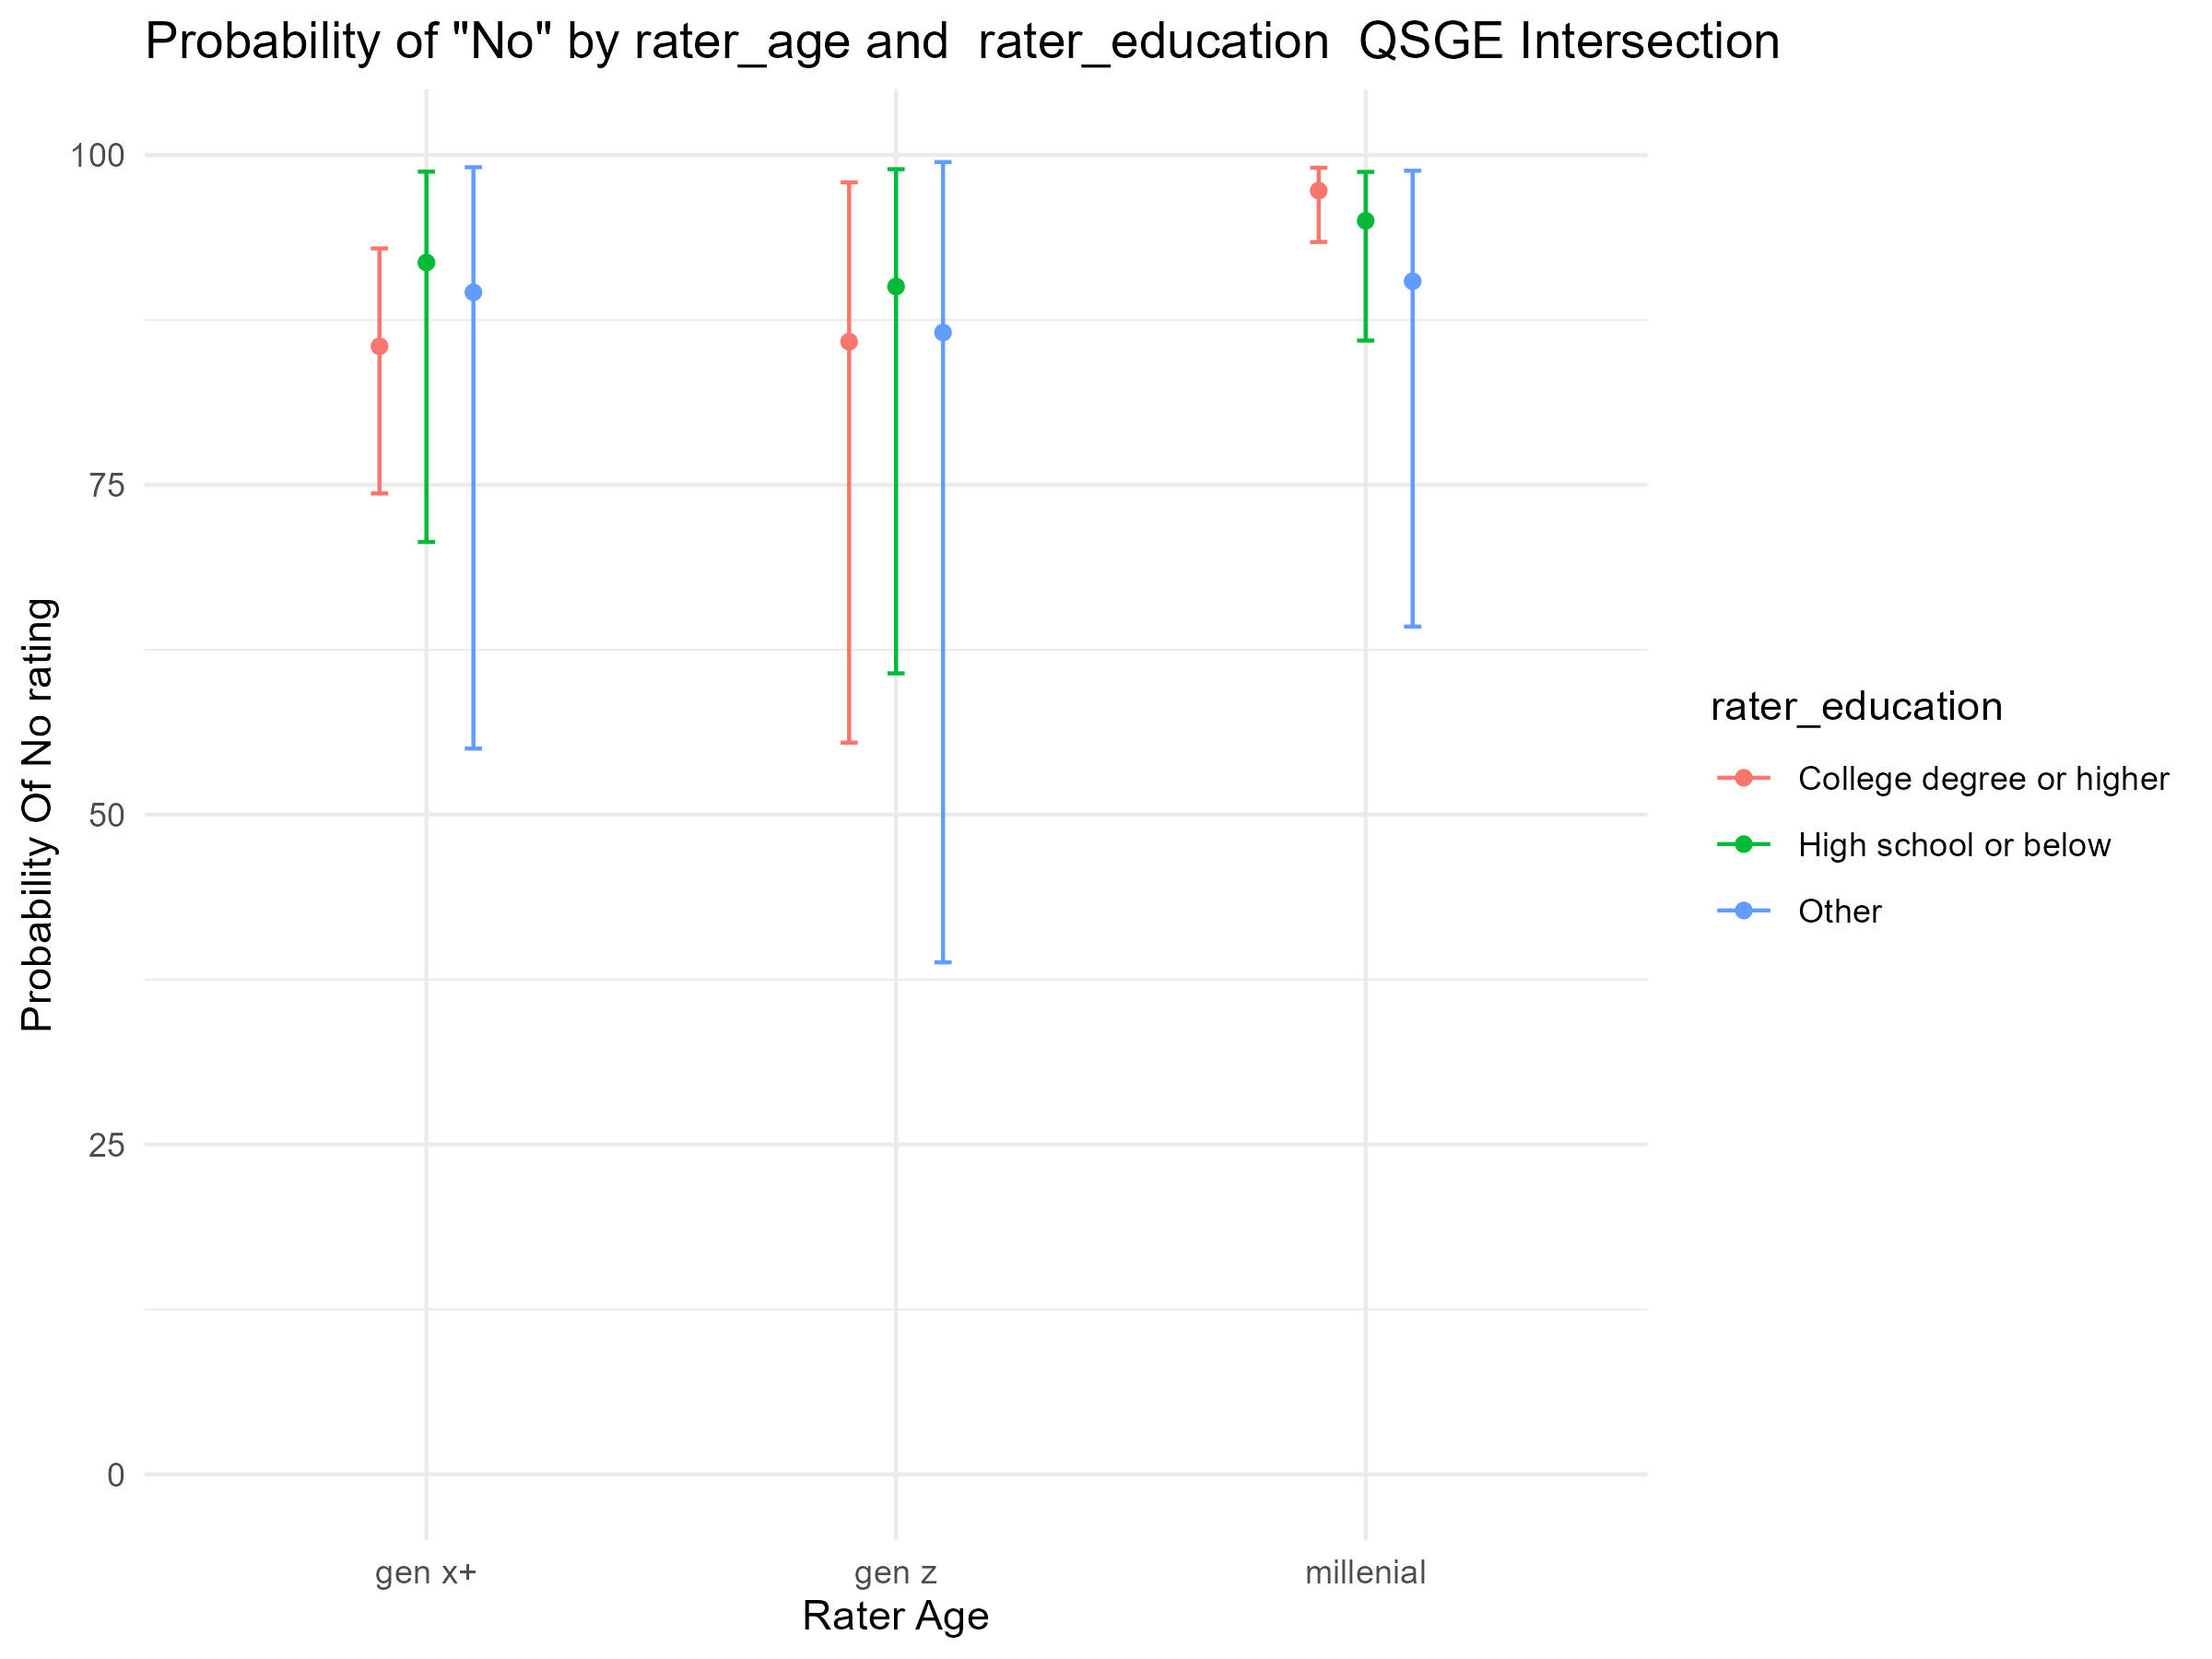 Probability of "No" by rater_age and  rater_education  QSGE Intersection
100
75
50
25
0
Probability Of No rating
gen x+
gen z
millenial
Rater Age
rater_education
College degree or higher
High school or below
Other